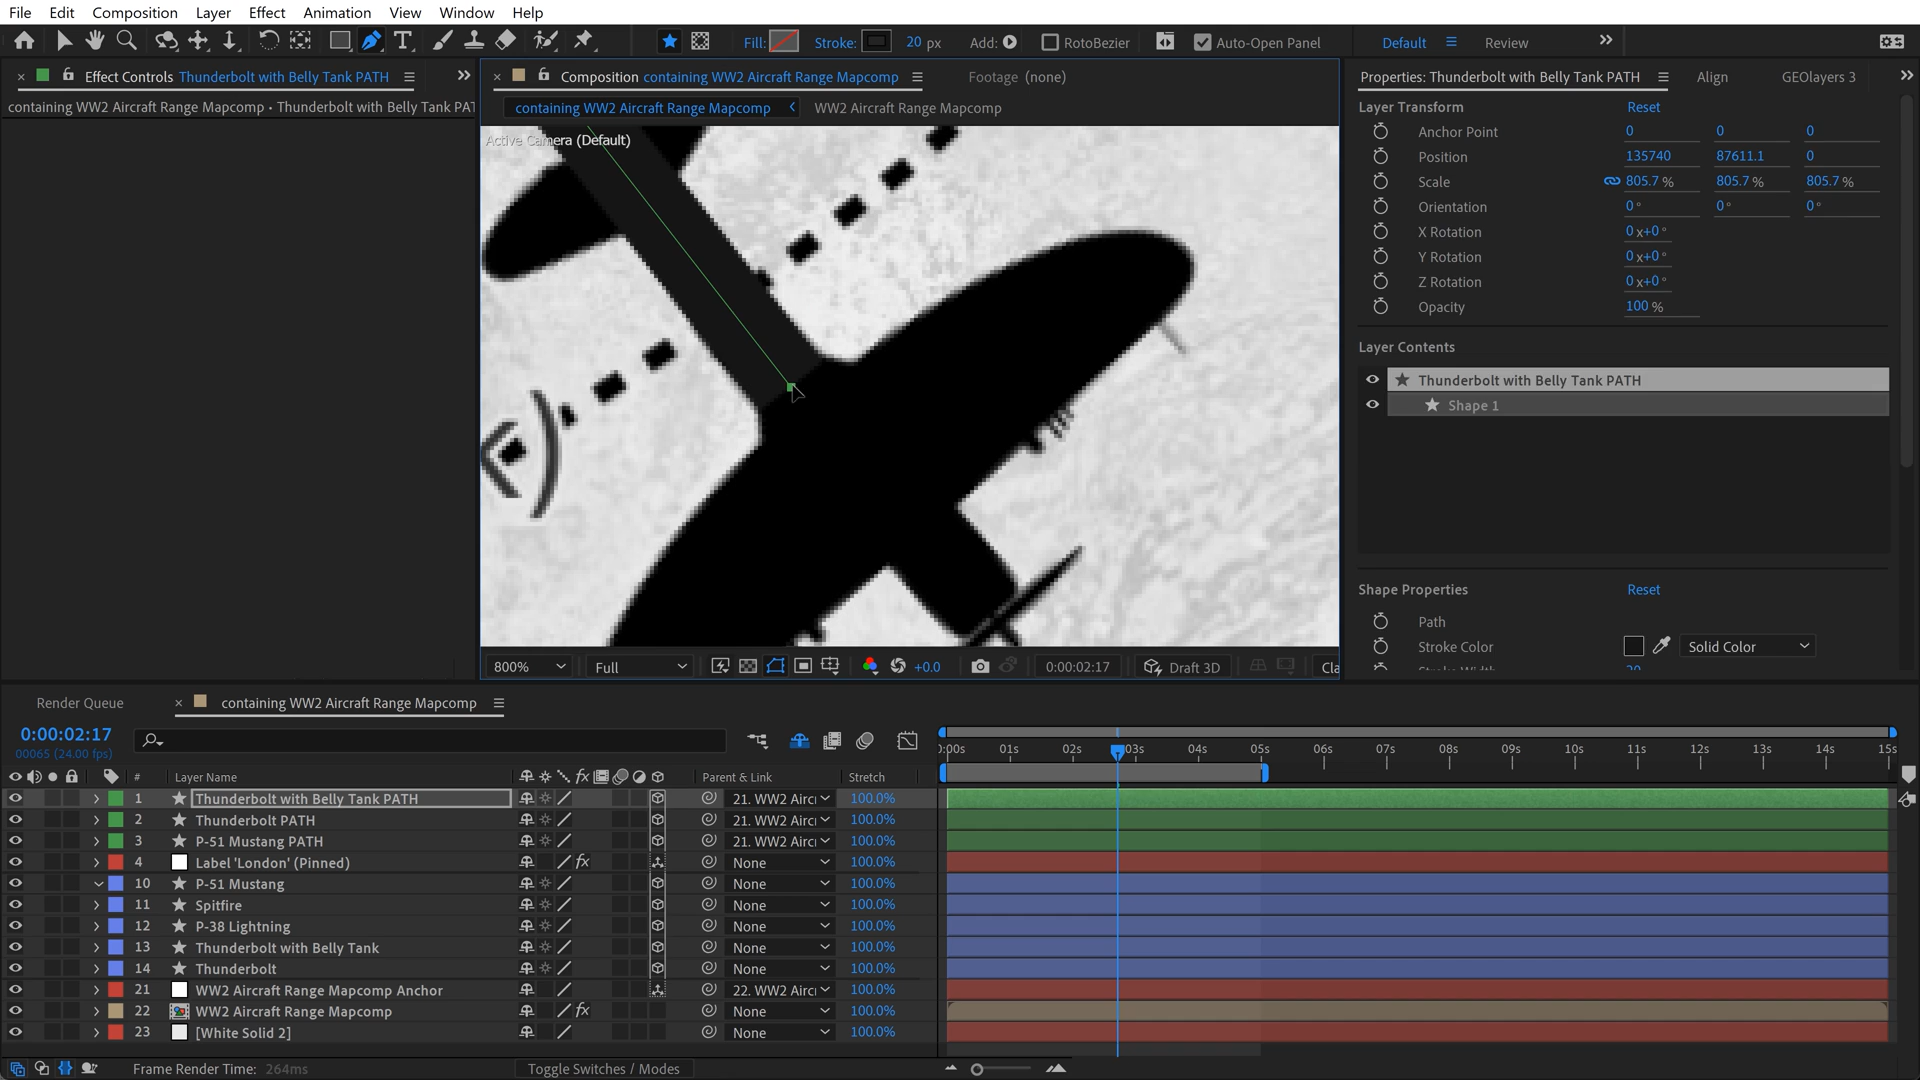 File Edit Composition Layer Effect Animation View Window Help
Fill: Stroke: 20 px Add: RotoBezier Auto-Open Panel Default Review
Effect Controls Thunderbolt with Belly Tank PATH
containing WW2 Aircraft Range Mapcomp • Thunderbolt with Belly Tank PAT
Composition containing WW2 Aircraft Range Mapcomp Footage (none)
containing WW2 Aircraft Range Mapcomp WW2 Aircraft Range Mapcomp
Active Camera (Default)
800% Full +0.0 0:00:02:17 Draft 3D Cla
Properties: Thunderbolt with Belly Tank PATH Align GEOlayers 3
Layer Transform Reset
Anchor Point 0 0 0
Position 135740 87611.1 0
Scale 805.7 % 805.7 % 805.7 %
Orientation 0 ° 0 ° 0 °
X Rotation 0 x+0 °
Y Rotation 0 x+0 °
Z Rotation 0 x+0 °
Opacity 100 %
Layer Contents
Thunderbolt with Belly Tank PATH
Shape 1
Shape Properties Reset
Path
Stroke Color Solid Color
Stroke Width 20
Render Queue containing WW2 Aircraft Range Mapcomp
0:00:02:17
00065 (24.00 fps)
:00s 01s 02s 03s 04s 05s 06s 07s 08s 09s 10s 11s 12s 13s 14s 15s
# Layer Name fx Parent & Link Stretch
1 Thunderbolt with Belly Tank PATH 21. WW2 Airc 100.0%
2 Thunderbolt PATH 21. WW2 Airc 100.0%
3 P-51 Mustang PATH 21. WW2 Airc 100.0%
4 Label 'London' (Pinned) fx None 100.0%
10 P-51 Mustang None 100.0%
11 Spitfire None 100.0%
12 P-38 Lightning None 100.0%
13 Thunderbolt with Belly Tank None 100.0%
14 Thunderbolt None 100.0%
21 WW2 Aircraft Range Mapcomp Anchor 22. WW2 Airc 100.0%
22 WW2 Aircraft Range Mapcomp fx None 100.0%
23 [White Solid 2] None 100.0%
Frame Render Time: 264ms Toggle Switches / Modes